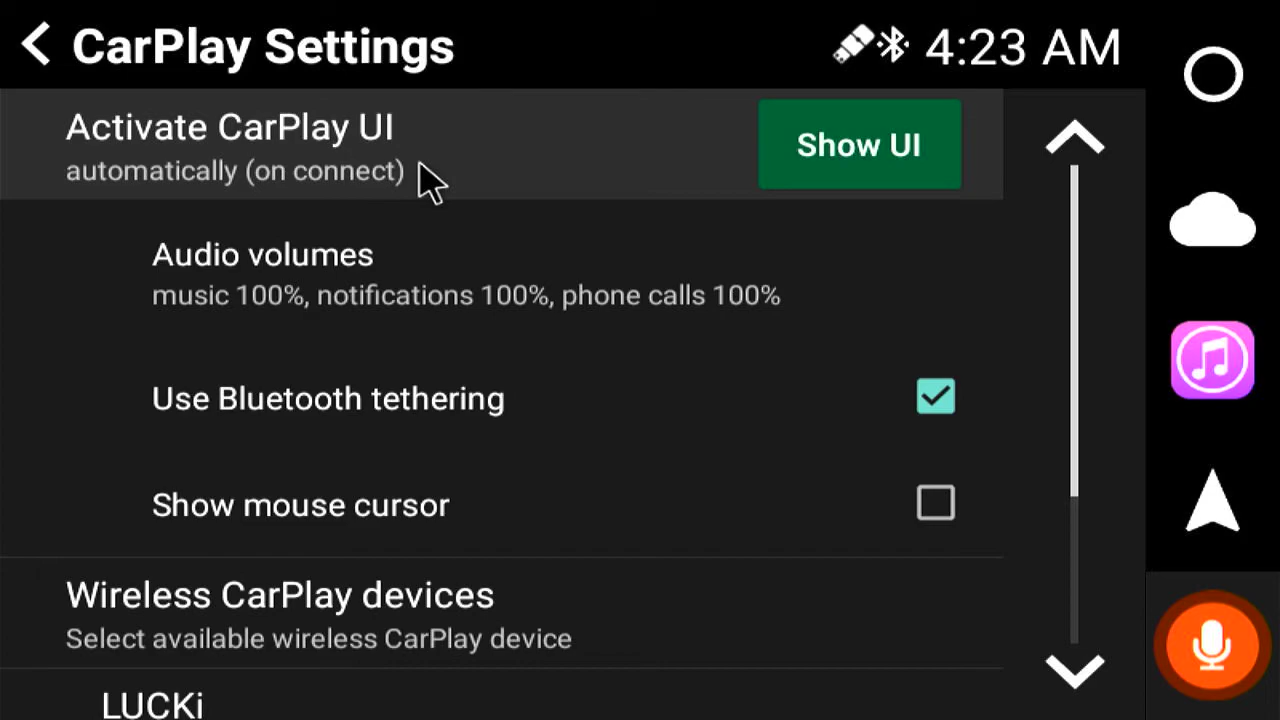 CarPlay Settings
4:23 AM
Activate CarPlay UI
automatically (on connect)
Show UI
Audio volumes
music 100%, notifications 100%, phone calls 100%
Use Bluetooth tethering
Show mouse cursor
Wireless CarPlay devices
Select available wireless CarPlay device
LUCKi